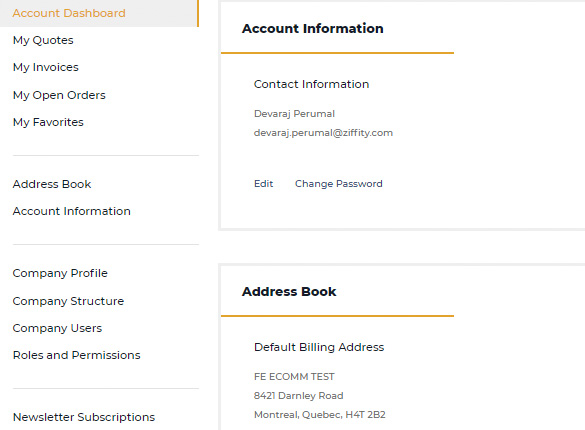 Account Dashboard
My Quotes
My Invoices
My Open Orders
My Favorites
Address Book
Account Information
Company Profile
Company Structure
Company Users
Roles and Permissions
Newsletter Subscriptions
Account Information
Contact Information
Devaraj Perumal
devaraj.perumal@ziffity.com
Edit Change Password
Address Book
Default Billing Address
FE ECOMM TEST
8421 Darnley Road
Montreal, Quebec, H4T 2B2